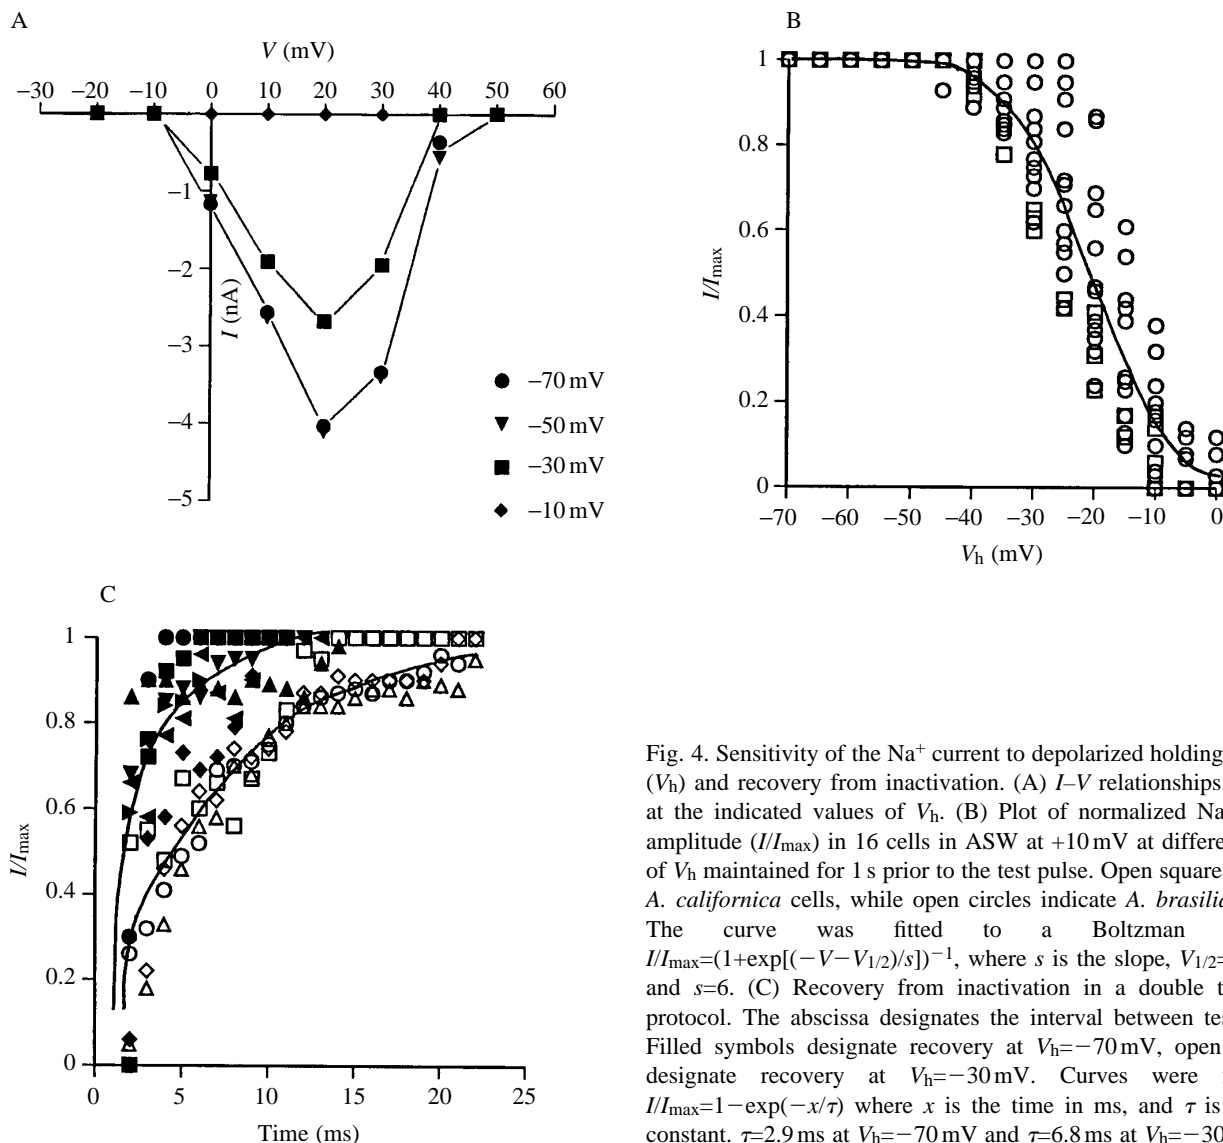 A
V (mV)
−30 −20 −10 0 10 20 30 40 50 60
−1
−2
−3
−4
−5
I (nA)
−70 mV
−50 mV
−30 mV
−10 mV
B
1
0.8
0.6
0.4
0.2
0
I/Imax
−70 −60 −50 −40 −30 −20 −10 0
Vh (mV)
C
1
0.8
0.6
0.4
0.2
0
I/Imax
0 5 10 15 20 25
Time (ms)
Fig. 4. Sensitivity of the Na+ current to depolarized holding
(Vh) and recovery from inactivation. (A) I–V relationships
at the indicated values of Vh. (B) Plot of normalized Na
amplitude (I/Imax) in 16 cells in ASW at +10 mV at differe
of Vh maintained for 1 s prior to the test pulse. Open square
A. californica cells, while open circles indicate A. brasilia
The curve was fitted to a Boltzman
I/Imax=(1+exp[(−V−V1/2)/s])−1, where s is the slope, V1/2=
and s=6. (C) Recovery from inactivation in a double t
protocol. The abscissa designates the interval between tes
Filled symbols designate recovery at Vh=−70 mV, open
designate recovery at Vh=−30 mV. Curves were
I/Imax=1−exp(−x/τ) where x is the time in ms, and τ is
constant. τ=2.9 ms at Vh=−70 mV and τ=6.8 ms at Vh=−30